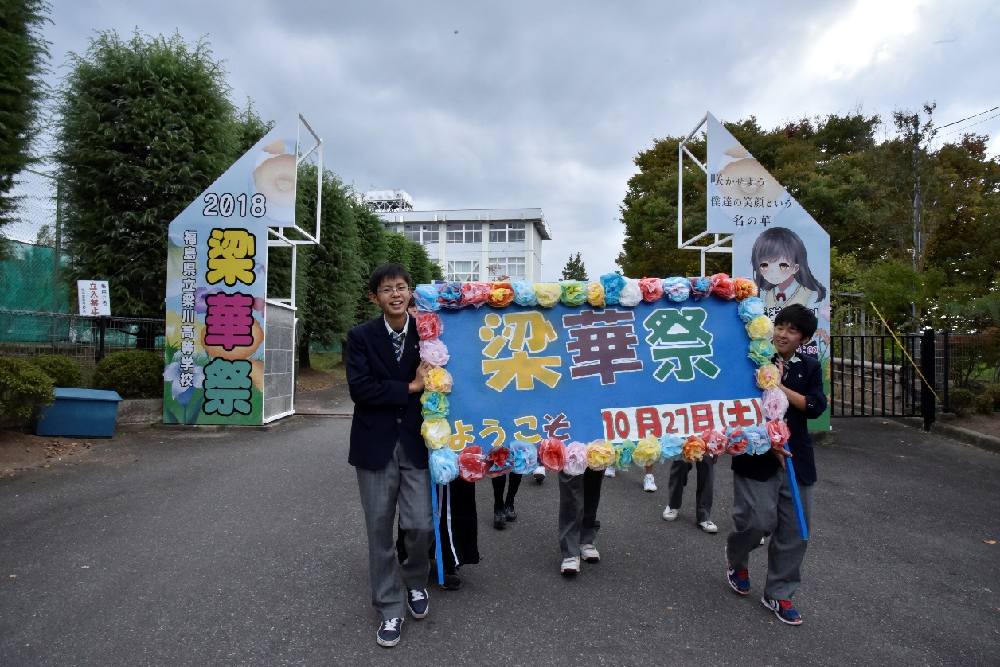 2018
梁華祭
福島県立梁川高等学校
立入禁止
咲かせよう
僕達の笑顔という
名の華
梁華祭
ようこそ
10月27日(土)